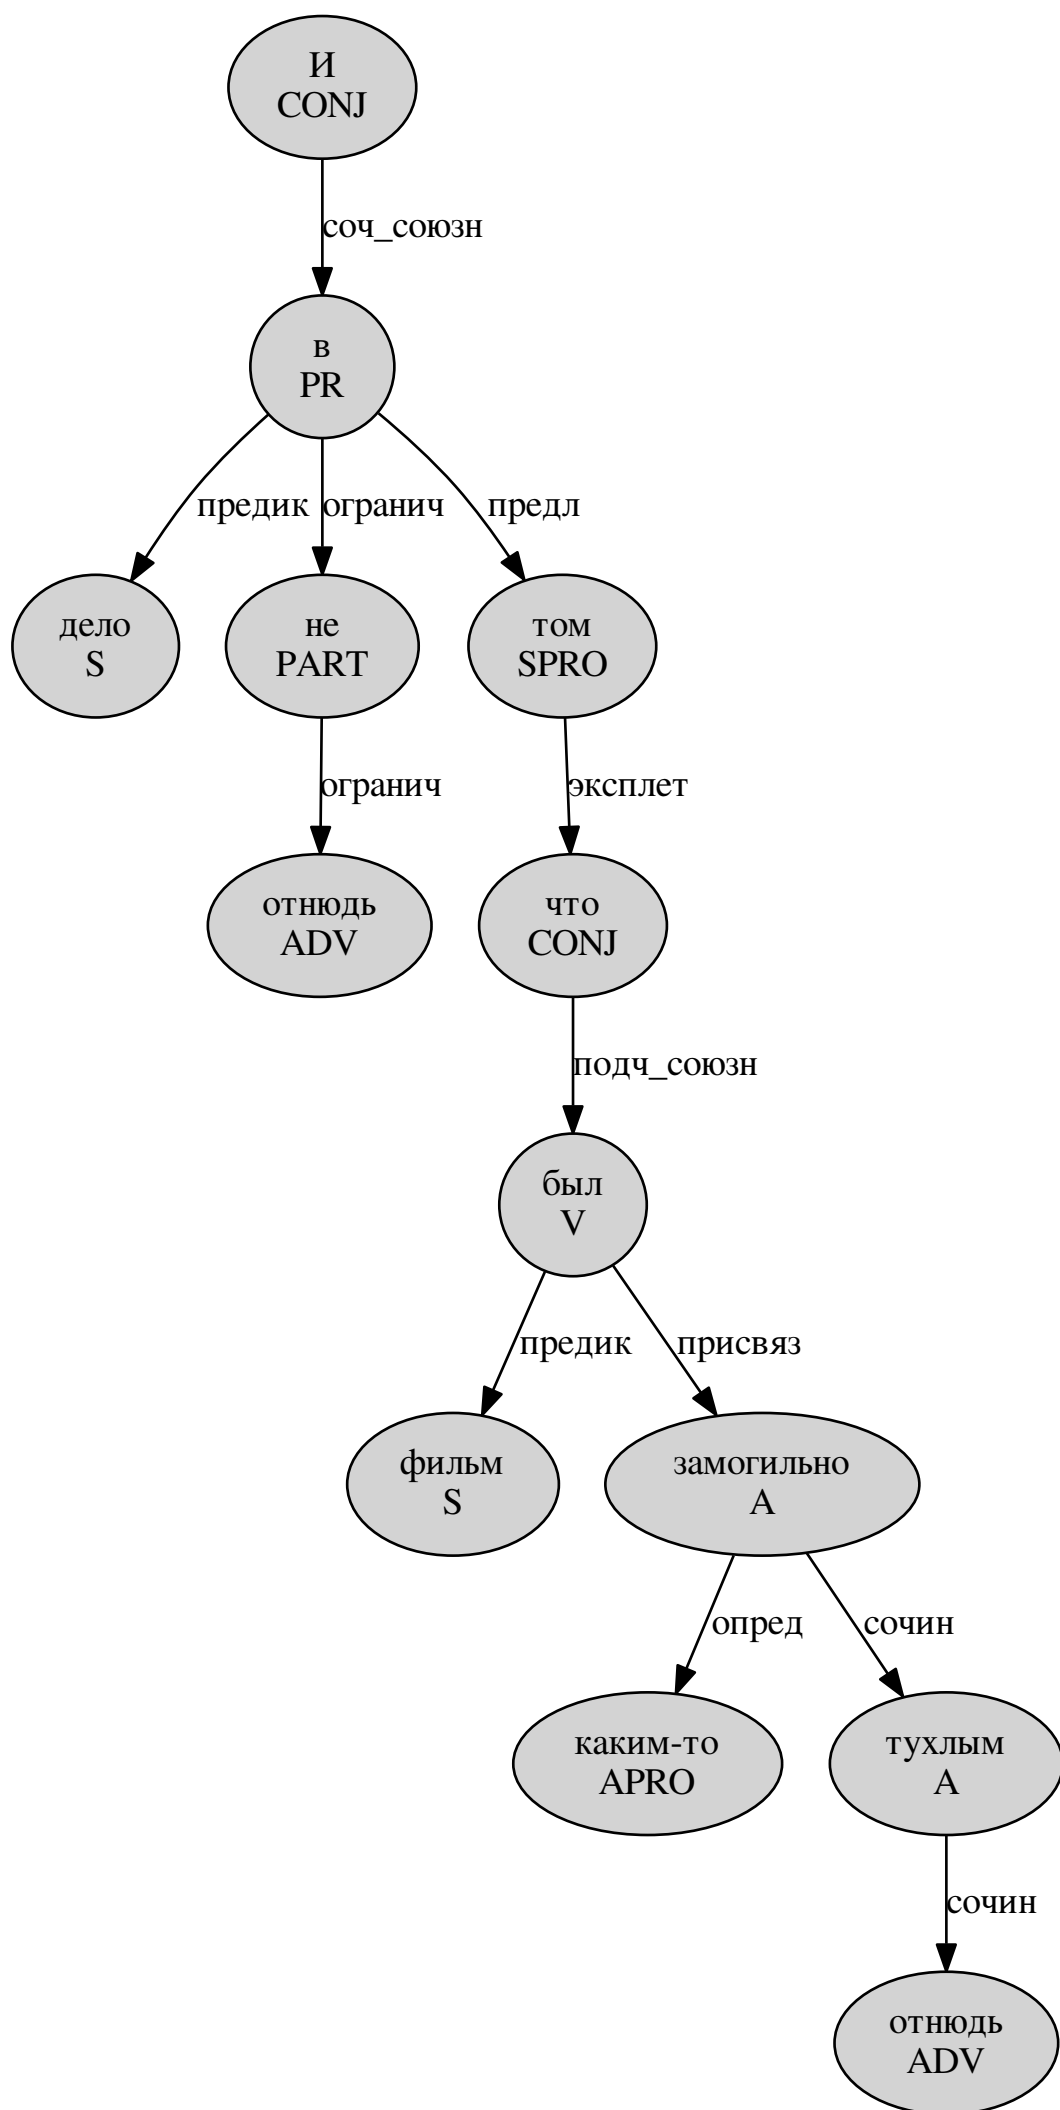 И
CONJ
соч_союзн
в
PR
предик
огранич
предл
дело
S
не
PART
том
SPRO
огранич
эксплет
отнюдь
ADV
что
CONJ
подч_союзн
был
V
предик
присвяз
фильм
S
замогильно
A
опред
сочин
каким-то
APRO
тухлым
A
сочин
отнюдь
ADV